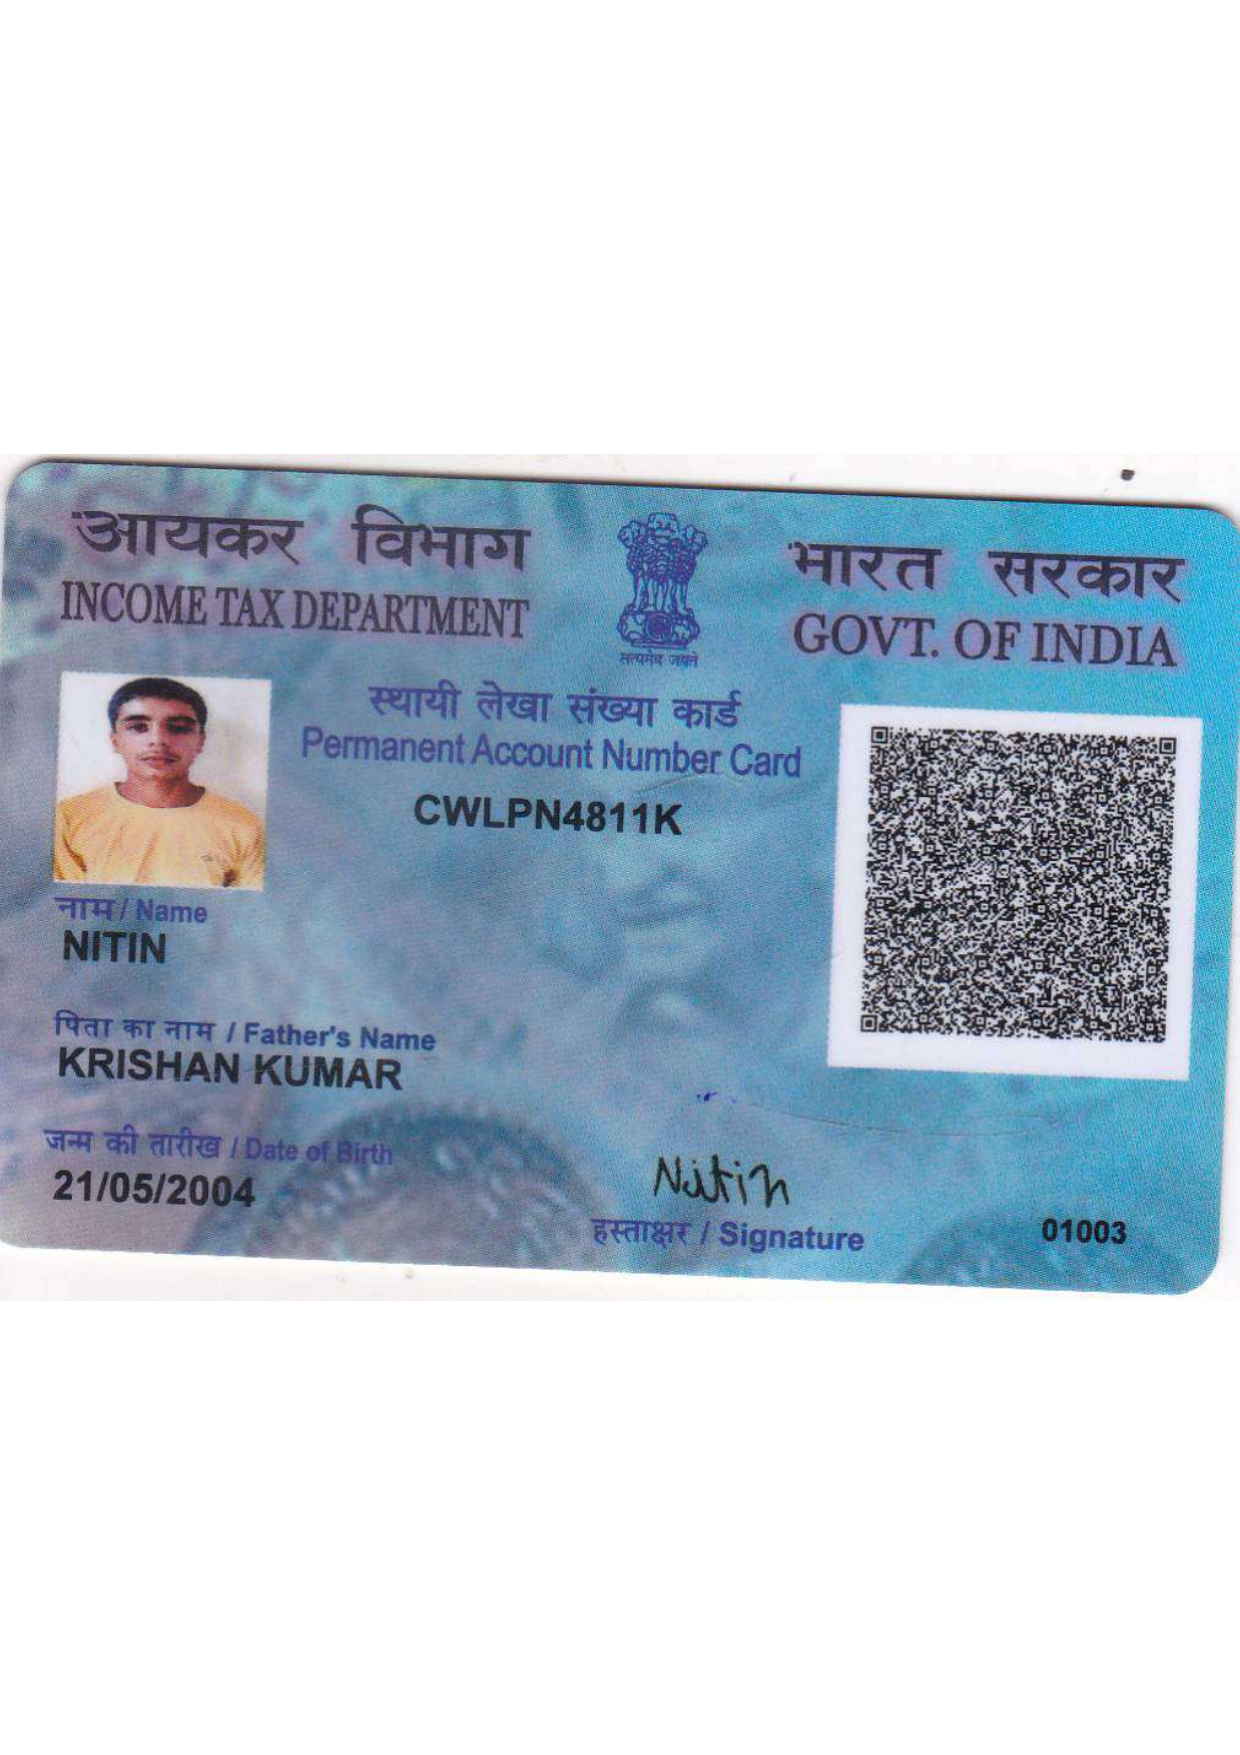 आयकर विभाग
INCOME TAX DEPARTMENT
सत्यमेव जयते
भारत सरकार
GOVT. OF INDIA
स्थायी लेखा संख्या कार्ड
Permanent Account Number Card
CWLPN4811K
नाम / Name
NITIN
पिता का नाम / Father's Name
KRISHAN KUMAR
जन्म की तारीख / Date of Birth
21/05/2004
Nitin
हस्ताक्षर / Signature
01003